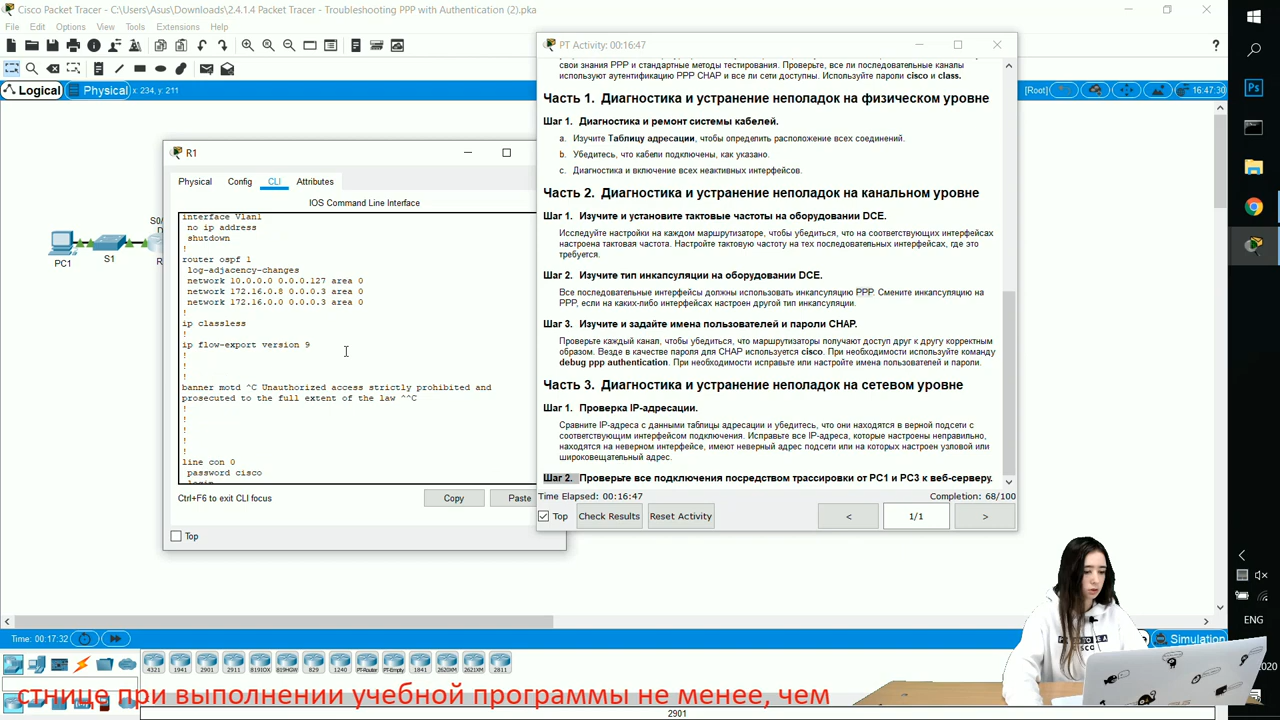 Cisco Packet Tracer - C:\Users\Asus\Downloads\2.4.1.4 Packet Tracer - Troubleshooting PPP with Authentication (2).pka
File Edit Options View Tools Extensions Help
Logical Physical x: 234, y: 211 [Root] 16:47:30
PC1
S1
S0/
D
R
R1
Physical Config CLI Attributes
IOS Command Line Interface
interface Vlan1
no ip address
shutdown
!
router ospf 1
log-adjacency-changes
network 10.0.0.0 0.0.0.127 area 0
network 172.16.0.8 0.0.0.3 area 0
network 172.16.0.0 0.0.0.3 area 0
!
ip classless
!
ip flow-export version 9
!
!
!
banner motd ^C Unauthorized access strictly prohibited and
prosecuted to the full extent of the law ^^C
!
!
!
!
!
line con 0
password cisco
login
Ctrl+F6 to exit CLI focus
Copy Paste
Top
PT Activity: 00:16:47
свои знания PPP и стандартные методы тестирования. Проверьте, все ли последовательные каналы
используют аутентификацию PPP CHAP и все ли сети доступны. Используйте пароли cisco и class.
Часть 1. Диагностика и устранение неполадок на физическом уровне
Шаг 1. Диагностика и ремонт системы кабелей.
a. Изучите Таблицу адресации, чтобы определить расположение всех соединений.
b. Убедитесь, что кабели подключены, как указано.
c. Диагностика и включение всех неактивных интерфейсов.
Часть 2. Диагностика и устранение неполадок на канальном уровне
Шаг 1. Изучите и установите тактовые частоты на оборудовании DCE.
Исследуйте настройки на каждом маршрутизаторе, чтобы убедиться, что на соответствующих интерфейсах
настроена тактовая частота. Настройте тактовую частоту на тех последовательных интерфейсах, где это
требуется.
Шаг 2. Изучите тип инкапсуляции на оборудовании DCE.
Все последовательные интерфейсы должны использовать инкапсуляцию PPP. Смените инкапсуляцию на
PPP, если на каких-либо интерфейсах настроен другой тип инкапсуляции.
Шаг 3. Изучите и задайте имена пользователей и пароли CHAP.
Проверьте каждый канал, чтобы убедиться, что маршрутизаторы получают доступ друг к другу корректным
образом. Везде в качестве пароля для CHAP используется cisco. При необходимости используйте команду
debug ppp authentication. При необходимости исправьте или настройте имена пользователей и пароли.
Часть 3. Диагностика и устранение неполадок на сетевом уровне
Шаг 1. Проверка IP-адресации.
Сравните IP-адреса с данными таблицы адресации и убедитесь, что они находятся в верной подсети с
соответствующим интерфейсом подключения. Исправьте все IP-адреса, которые настроены неправильно,
находятся на неверном интерфейсе, имеют неверный адрес подсети или на которых настроен узловой или
широковещательный адрес.
Шаг 2. Проверьте все подключения посредством трассировки от PC1 и PC3 к веб-серверу.
Time Elapsed: 00:16:47 Completion: 68/100
Top Check Results Reset Activity < 1/1 >
Time: 00:17:32 Simulation
4321 1941 2901 2911 819IOX 819HGW 829 1240 PT-Router PT-Empty 1841 2620XM 2621XM 2811
2901
стнице при выполнении учебной программы не менее, чем
ENG